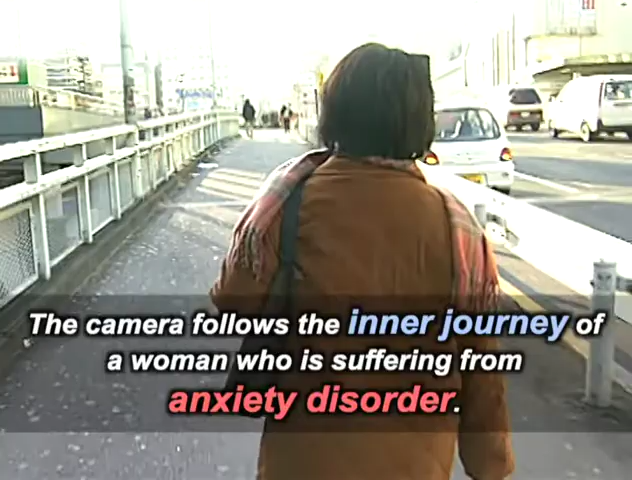 The camera follows the inner journey of
a woman who is suffering from
anxiety disorder.